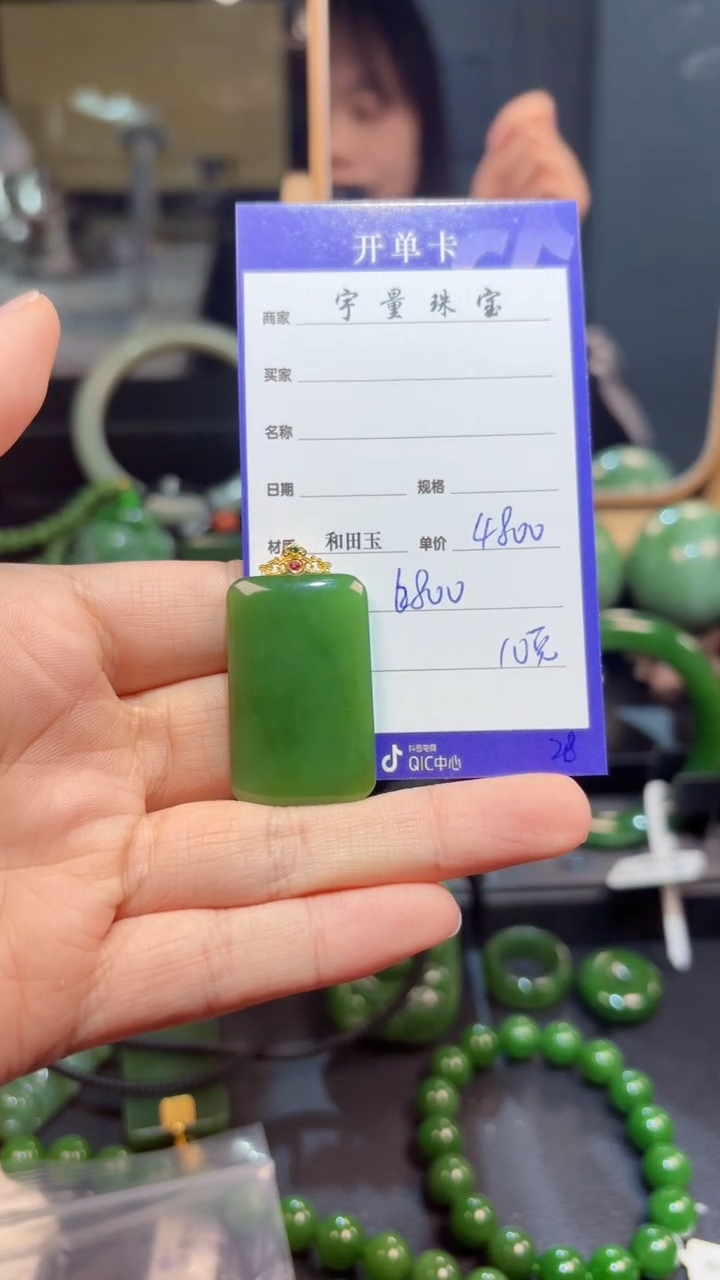 开单卡
商家 宇量珠宝
买家
名称
日期 规格
材质 和田玉 单价 4800
6800
10克
抖音电商
QIC中心
28